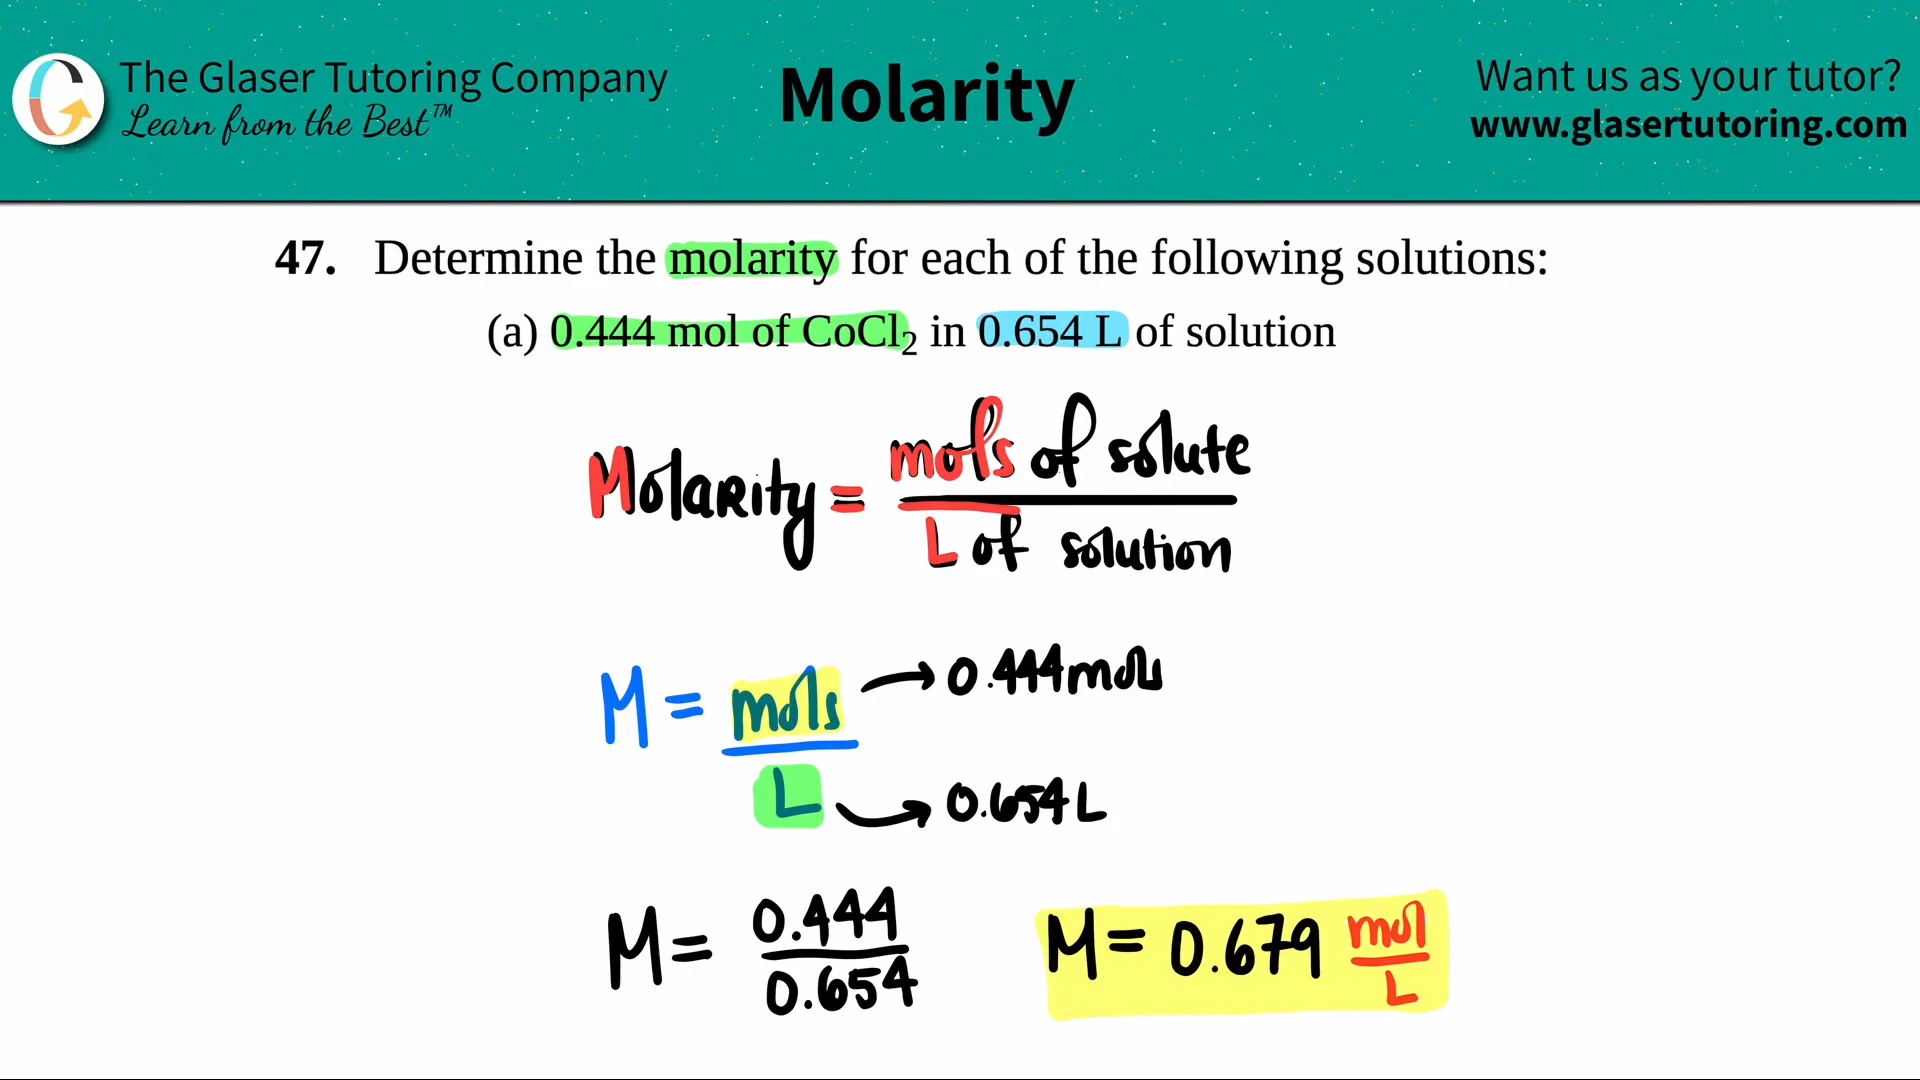 The Glaser Tutoring Company
Learn from the Best™
Molarity
Want us as your tutor?
www.glasertutoring.com
47. Determine the molarity for each of the following solutions:
(a) 0.444 mol of CoCl₂ in 0.654 L of solution
Molarity = mols of solute
L of solution
M = mols → 0.444 mols
L → 0.654 L
M = 0.444
0.654
M = 0.679 mol
L